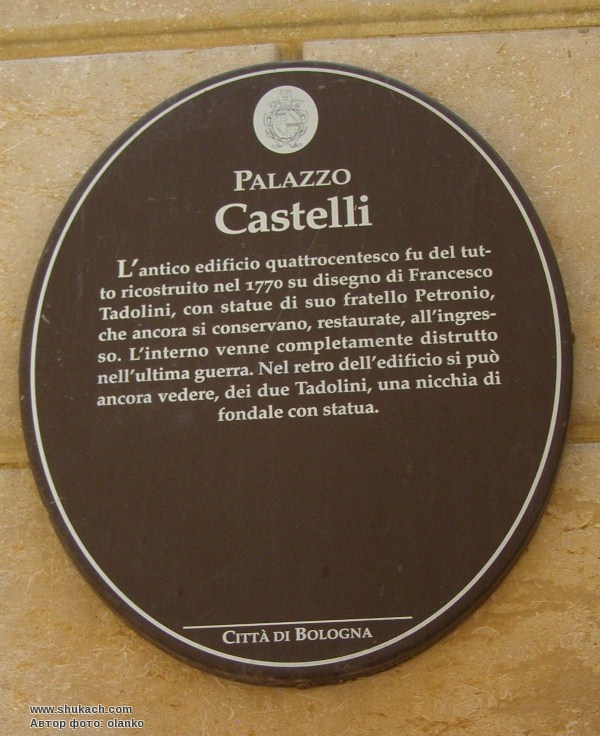 PALAZZO
Castelli
L'antico edificio quattrocentesco fu del tut-
to ricostruito nel 1770 su disegno di Francesco
Tadolini, con statue di suo fratello Petronio,
che ancora si conservano, restaurate, all'ingres-
so. L'interno venne completamente distrutto
nell'ultima guerra. Nel retro dell'edificio si può
ancora vedere, dei due Tadolini, una nicchia di
fondale con statua.
CITTÀ DI BOLOGNA
www.shukach.com
Автор фото: olanko